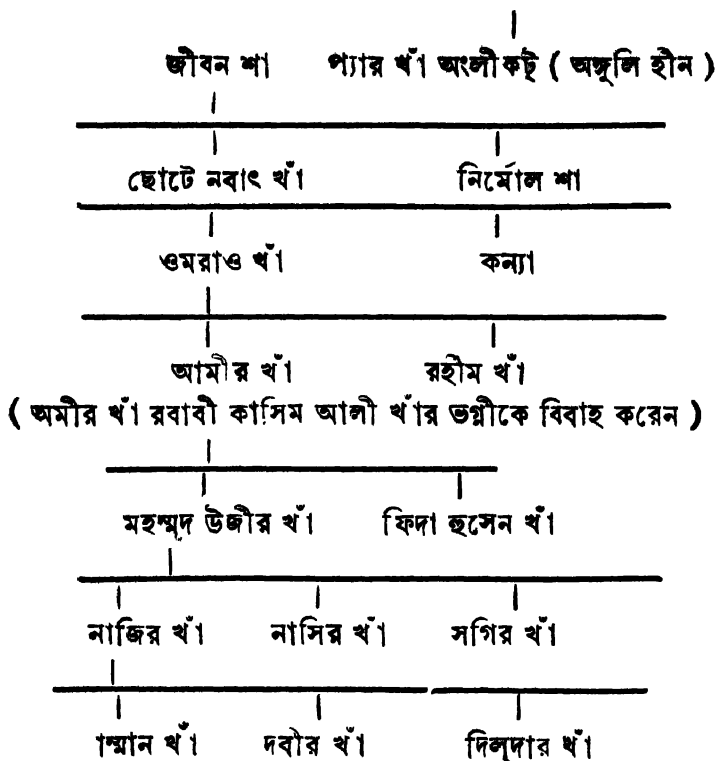 জীবন শা প্যার খাঁ অংলীকট্ ( অঙ্গুলি হীন )
ছোটে নবাৎ খাঁ নির্মোল শা
ওমরাও খাঁ কন্যা
আমীর খাঁ রহীম খাঁ
( অমীর খাঁ রবাবী কাসিম আলী খাঁর ভগ্নীকে বিবাহ করেন )
মহম্মদ উজীর খাঁ ফিদা হুসেন খাঁ
নাজির খাঁ নাসির খাঁ সগির খাঁ
দবীর খাঁ দিলদার খাঁ